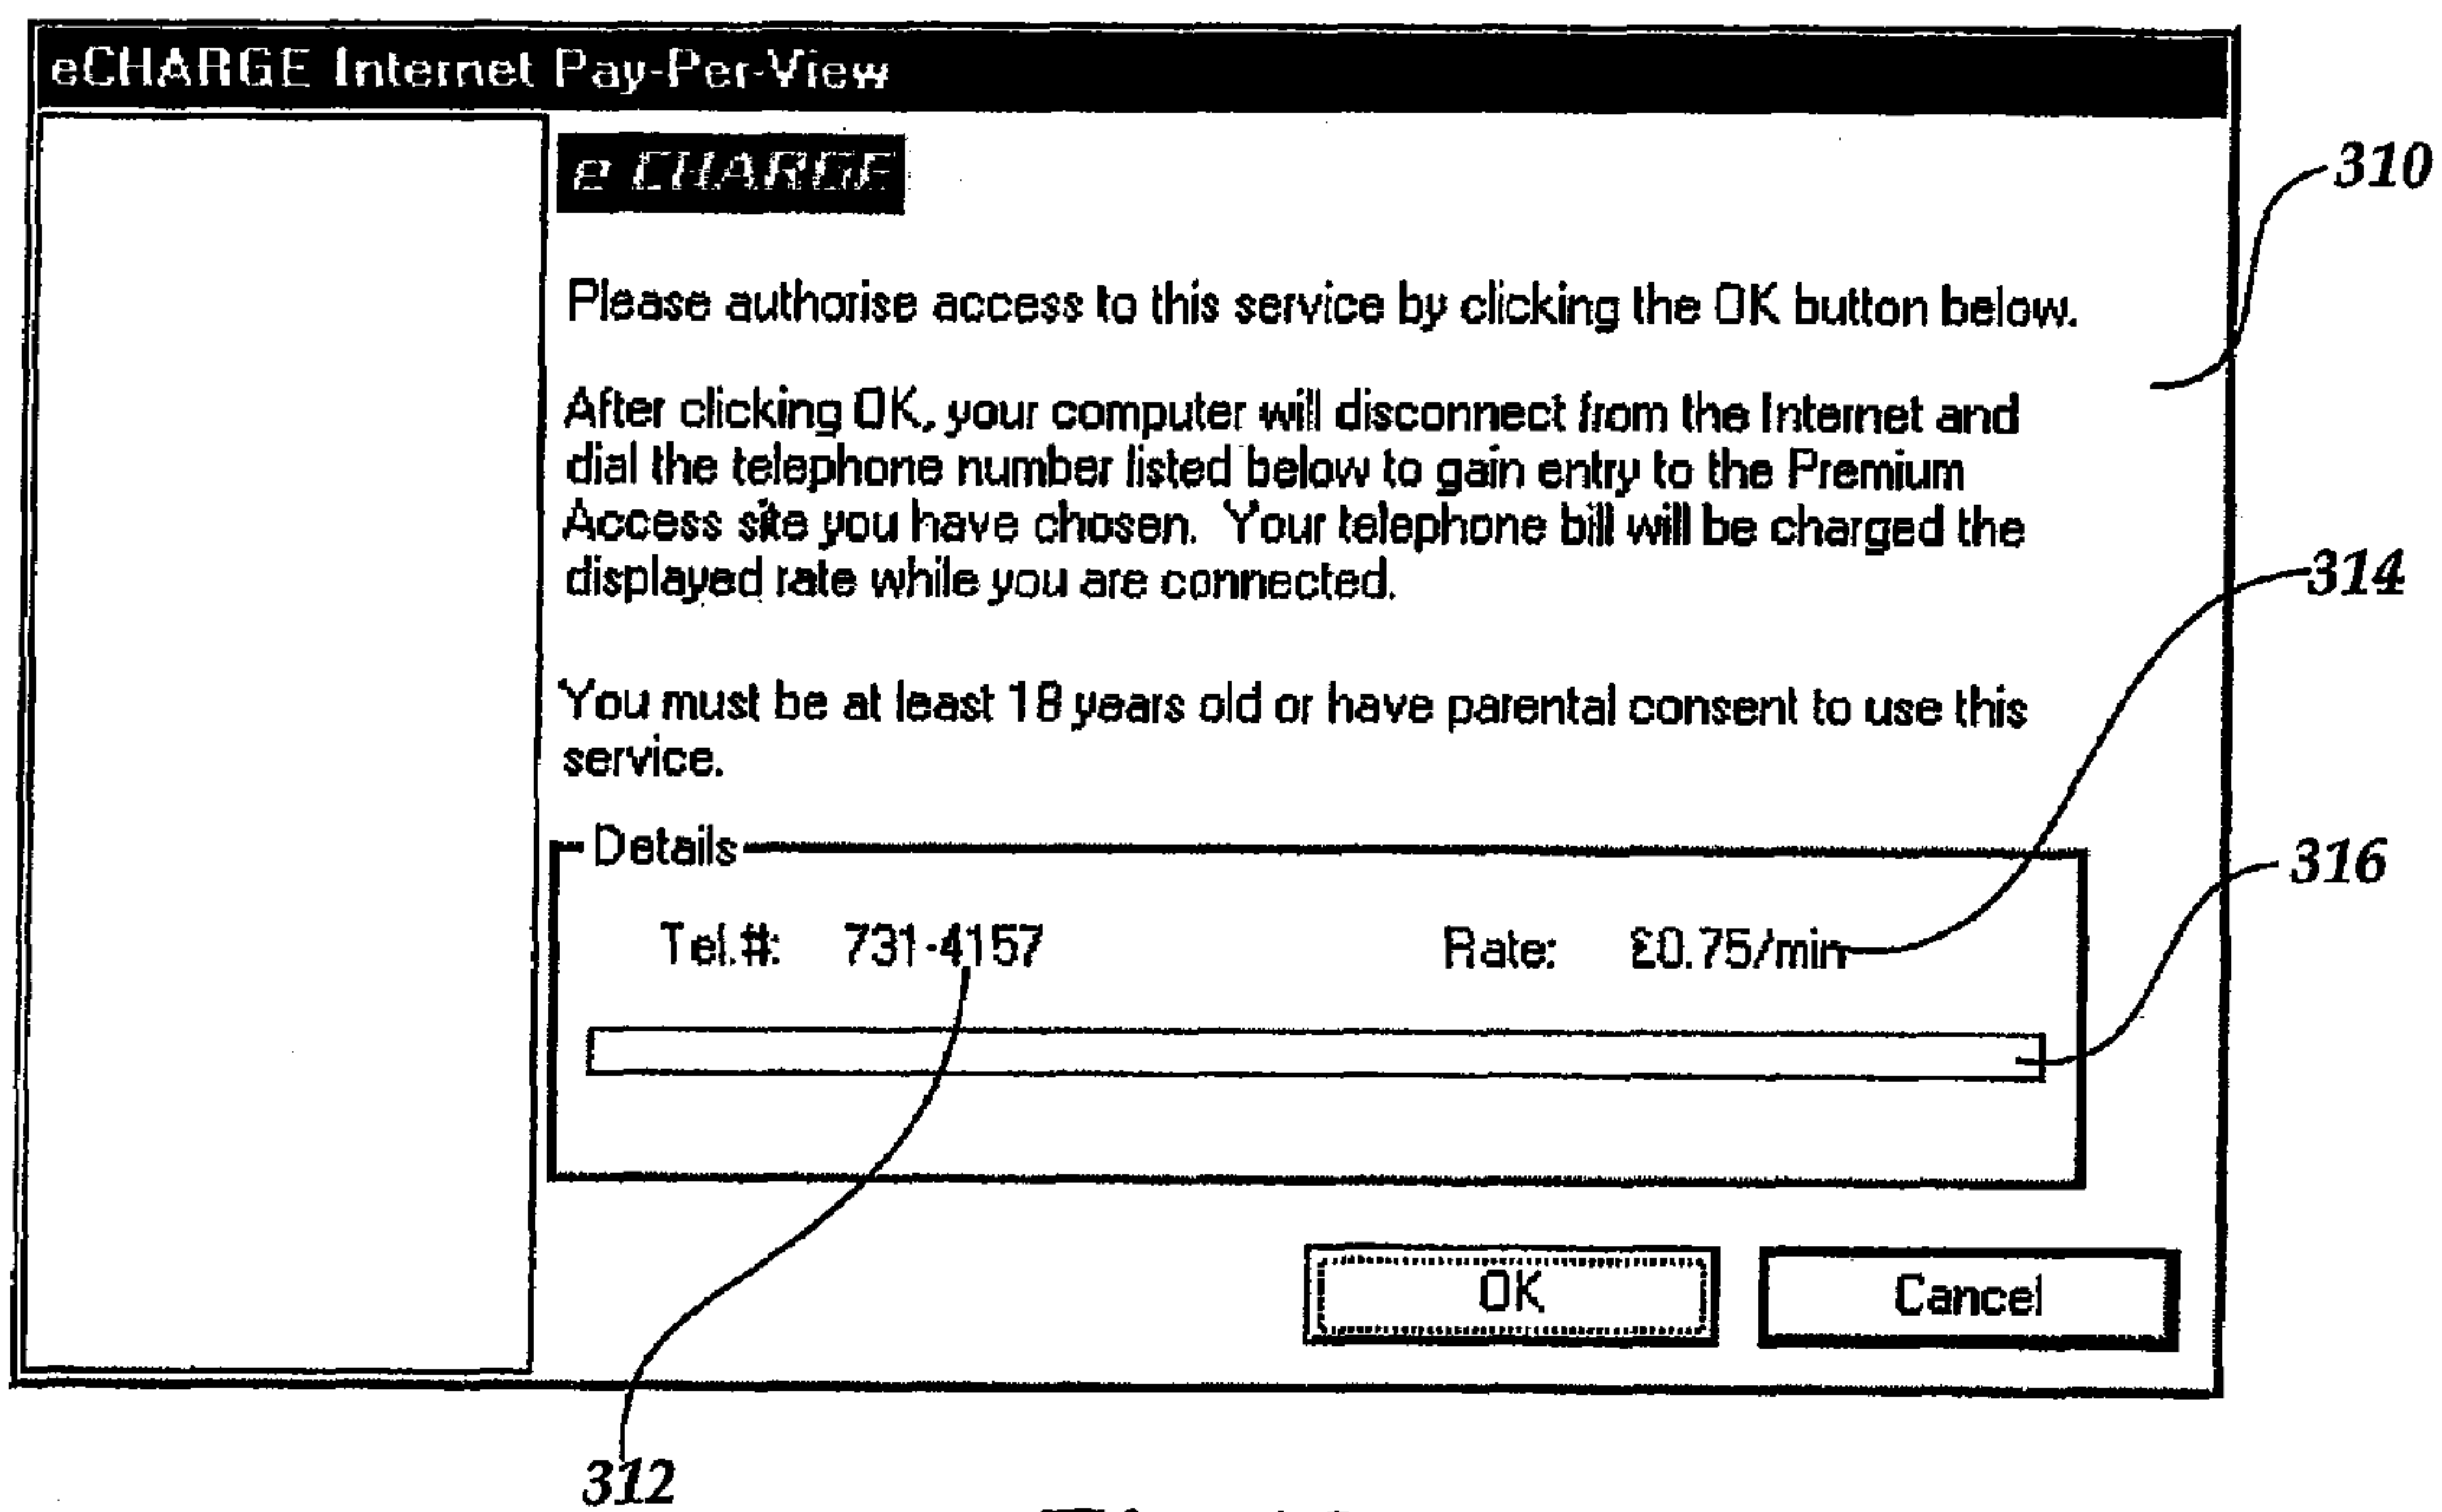 eCHARGE Internet Pay-Per-View
e CHARGE
310
Please authorise access to this service by clicking the OK button below.
After clicking OK, your computer will disconnect from the Internet and
dial the telephone number listed below to gain entry to the Premium
Access site you have chosen. Your telephone bill will be charged the
displayed rate while you are connected.
314
You must be at least 18 years old or have parental consent to use this
service.
Details
316
Tel.#: 731-4157 Rate: £0.75/min
OK Cancel
312